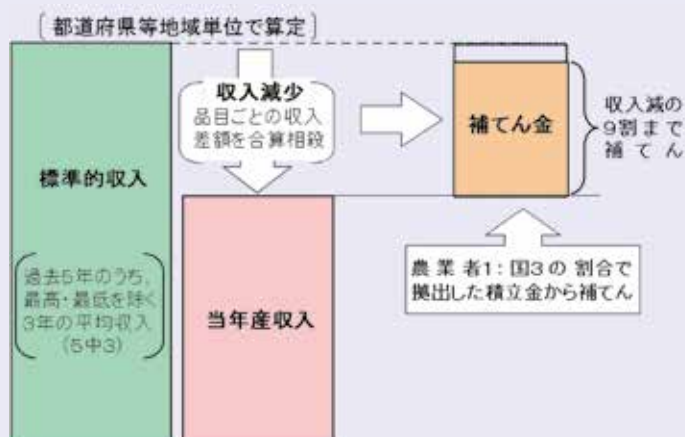 〔都道府県等地域単位で算定〕
標準的収入
過去5年のうち、
最高・最低を除く
3年の平均収入
(5中3)
収入減少
品目ごとの収入
差額を合算相殺
当年産収入
補てん金
収入減の
9割まで
補てん
農業者1：国3の割合で
拠出した積立金から補てん